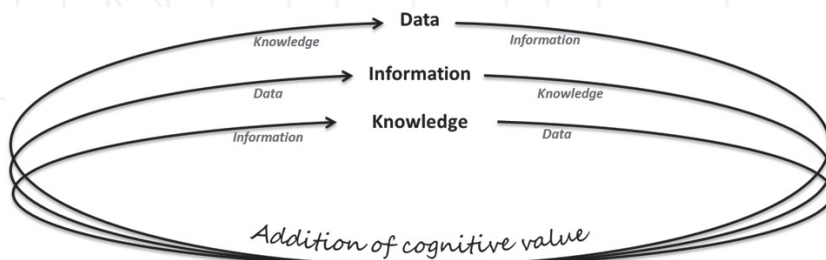 Data
Knowledge
Information
Information
Data
Knowledge
Knowledge
Information
Data
Addition of cognitive value